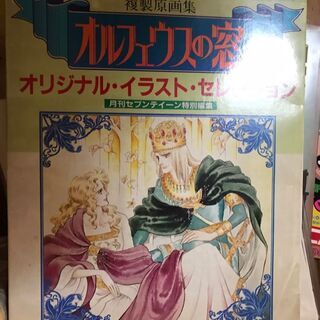 複製原画集
オルフェウスの窓
オリジナル・イラスト・セレクション
月刊セブンティーン特別編集